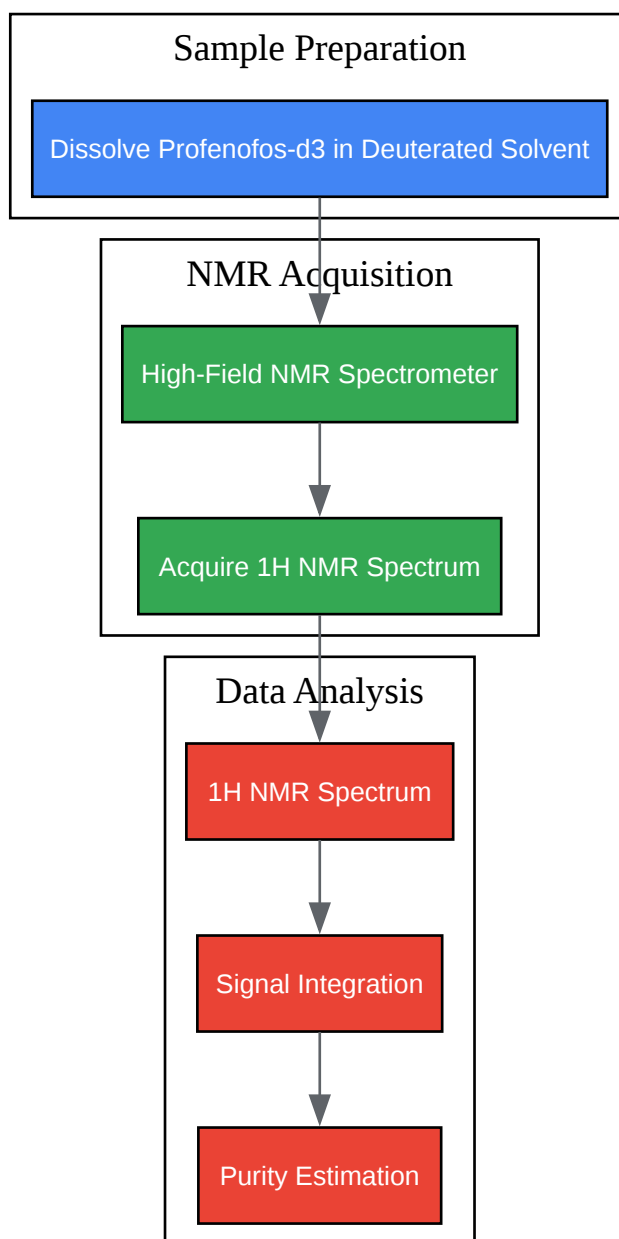 Sample Preparation
Dissolve Profenofos-d3 in Deuterated Solvent
NMR Acquisition
High-Field NMR Spectrometer
Acquire 1H NMR Spectrum
Data Analysis
1H NMR Spectrum
Signal Integration
Purity Estimation